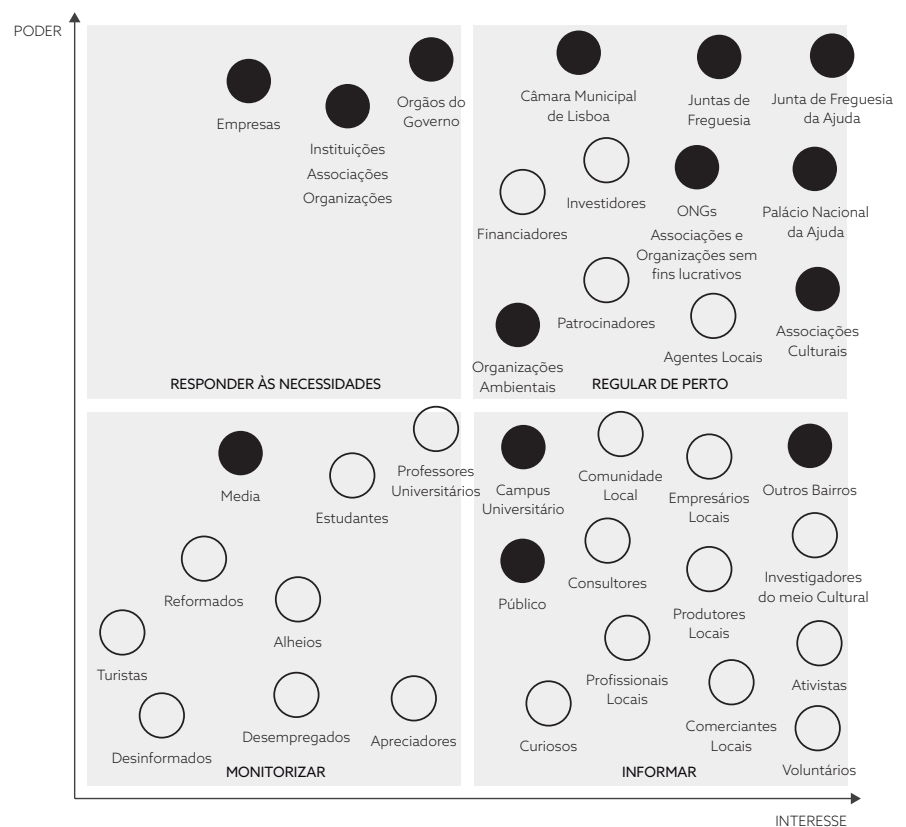 PODER
Empresas
Instituições
Associações
Organizações
Orgãos do
Governo
RESPONDER ÀS NECESSIDADES
Câmara Municipal
de Lisboa
Juntas de
Freguesia
Junta de Freguesia
da Ajuda
Financiadores
Investidores
ONGs
Associações e
Organizações sem
fins lucrativos
Palácio Nacional
da Ajuda
Patrocinadores
Agentes Locais
Associações
Culturais
Organizações
Ambientais
REGULAR DE PERTO
Media
Estudantes
Professores
Universitários
Reformados
Alheios
Turistas
Desinformados
Desempregados
Apreciadores
MONITORIZAR
Campus
Universitário
Comunidade
Local
Empresários
Locais
Outros Bairros
Público
Consultores
Produtores
Locais
Investigadores
do meio Cultural
Profissionais
Locais
Ativistas
Curiosos
Comerciantes
Locais
Voluntários
INFORMAR
INTERESSE